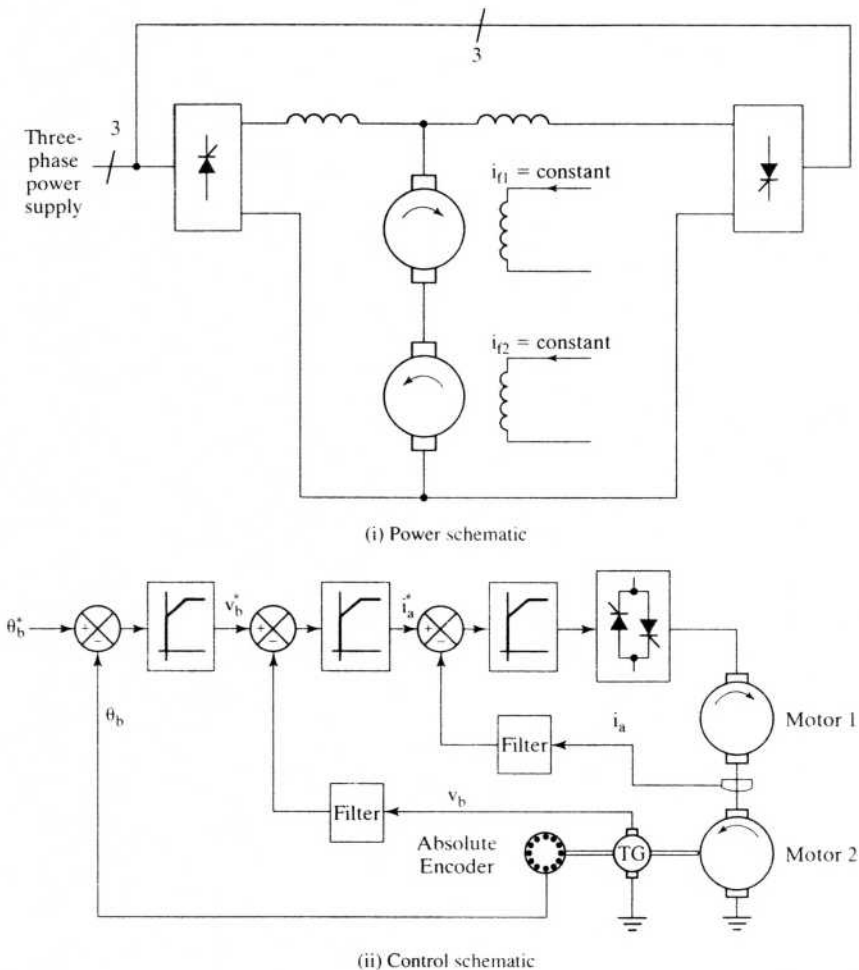 3
Three-
phase
power
supply
3
i_f1 = constant
i_f2 = constant
(i) Power schematic
θ_b^*
+
−
v_b^*
+
−
i_a^*
+
−
θ_b
Filter
i_a
Motor 1
Filter
v_b
Absolute
Encoder
TG
Motor 2
(ii) Control schematic